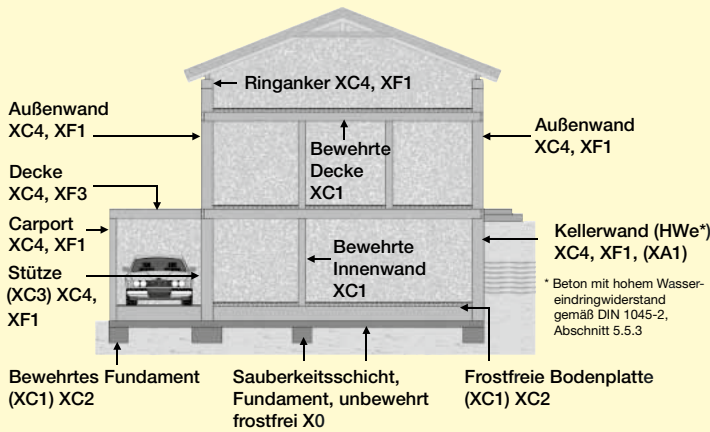 Ringanker XC4, XF1
Außenwand
XC4, XF1
Außenwand
XC4, XF1
Bewehrte
Decke
XC1
Decke
XC4, XF3
Carport
XC4, XF1
Stütze
(XC3) XC4,
XF1
Bewehrte
Innenwand
XC1
Kellerwand (HWe*)
XC4, XF1, (XA1)
* Beton mit hohem Wasser-
eindringwiderstand
gemäß DIN 1045-2,
Abschnitt 5.5.3
Bewehrtes Fundament
(XC1) XC2
Sauberkeitsschicht,
Fundament, unbewehrt
frostfrei X0
Frostfreie Bodenplatte
(XC1) XC2